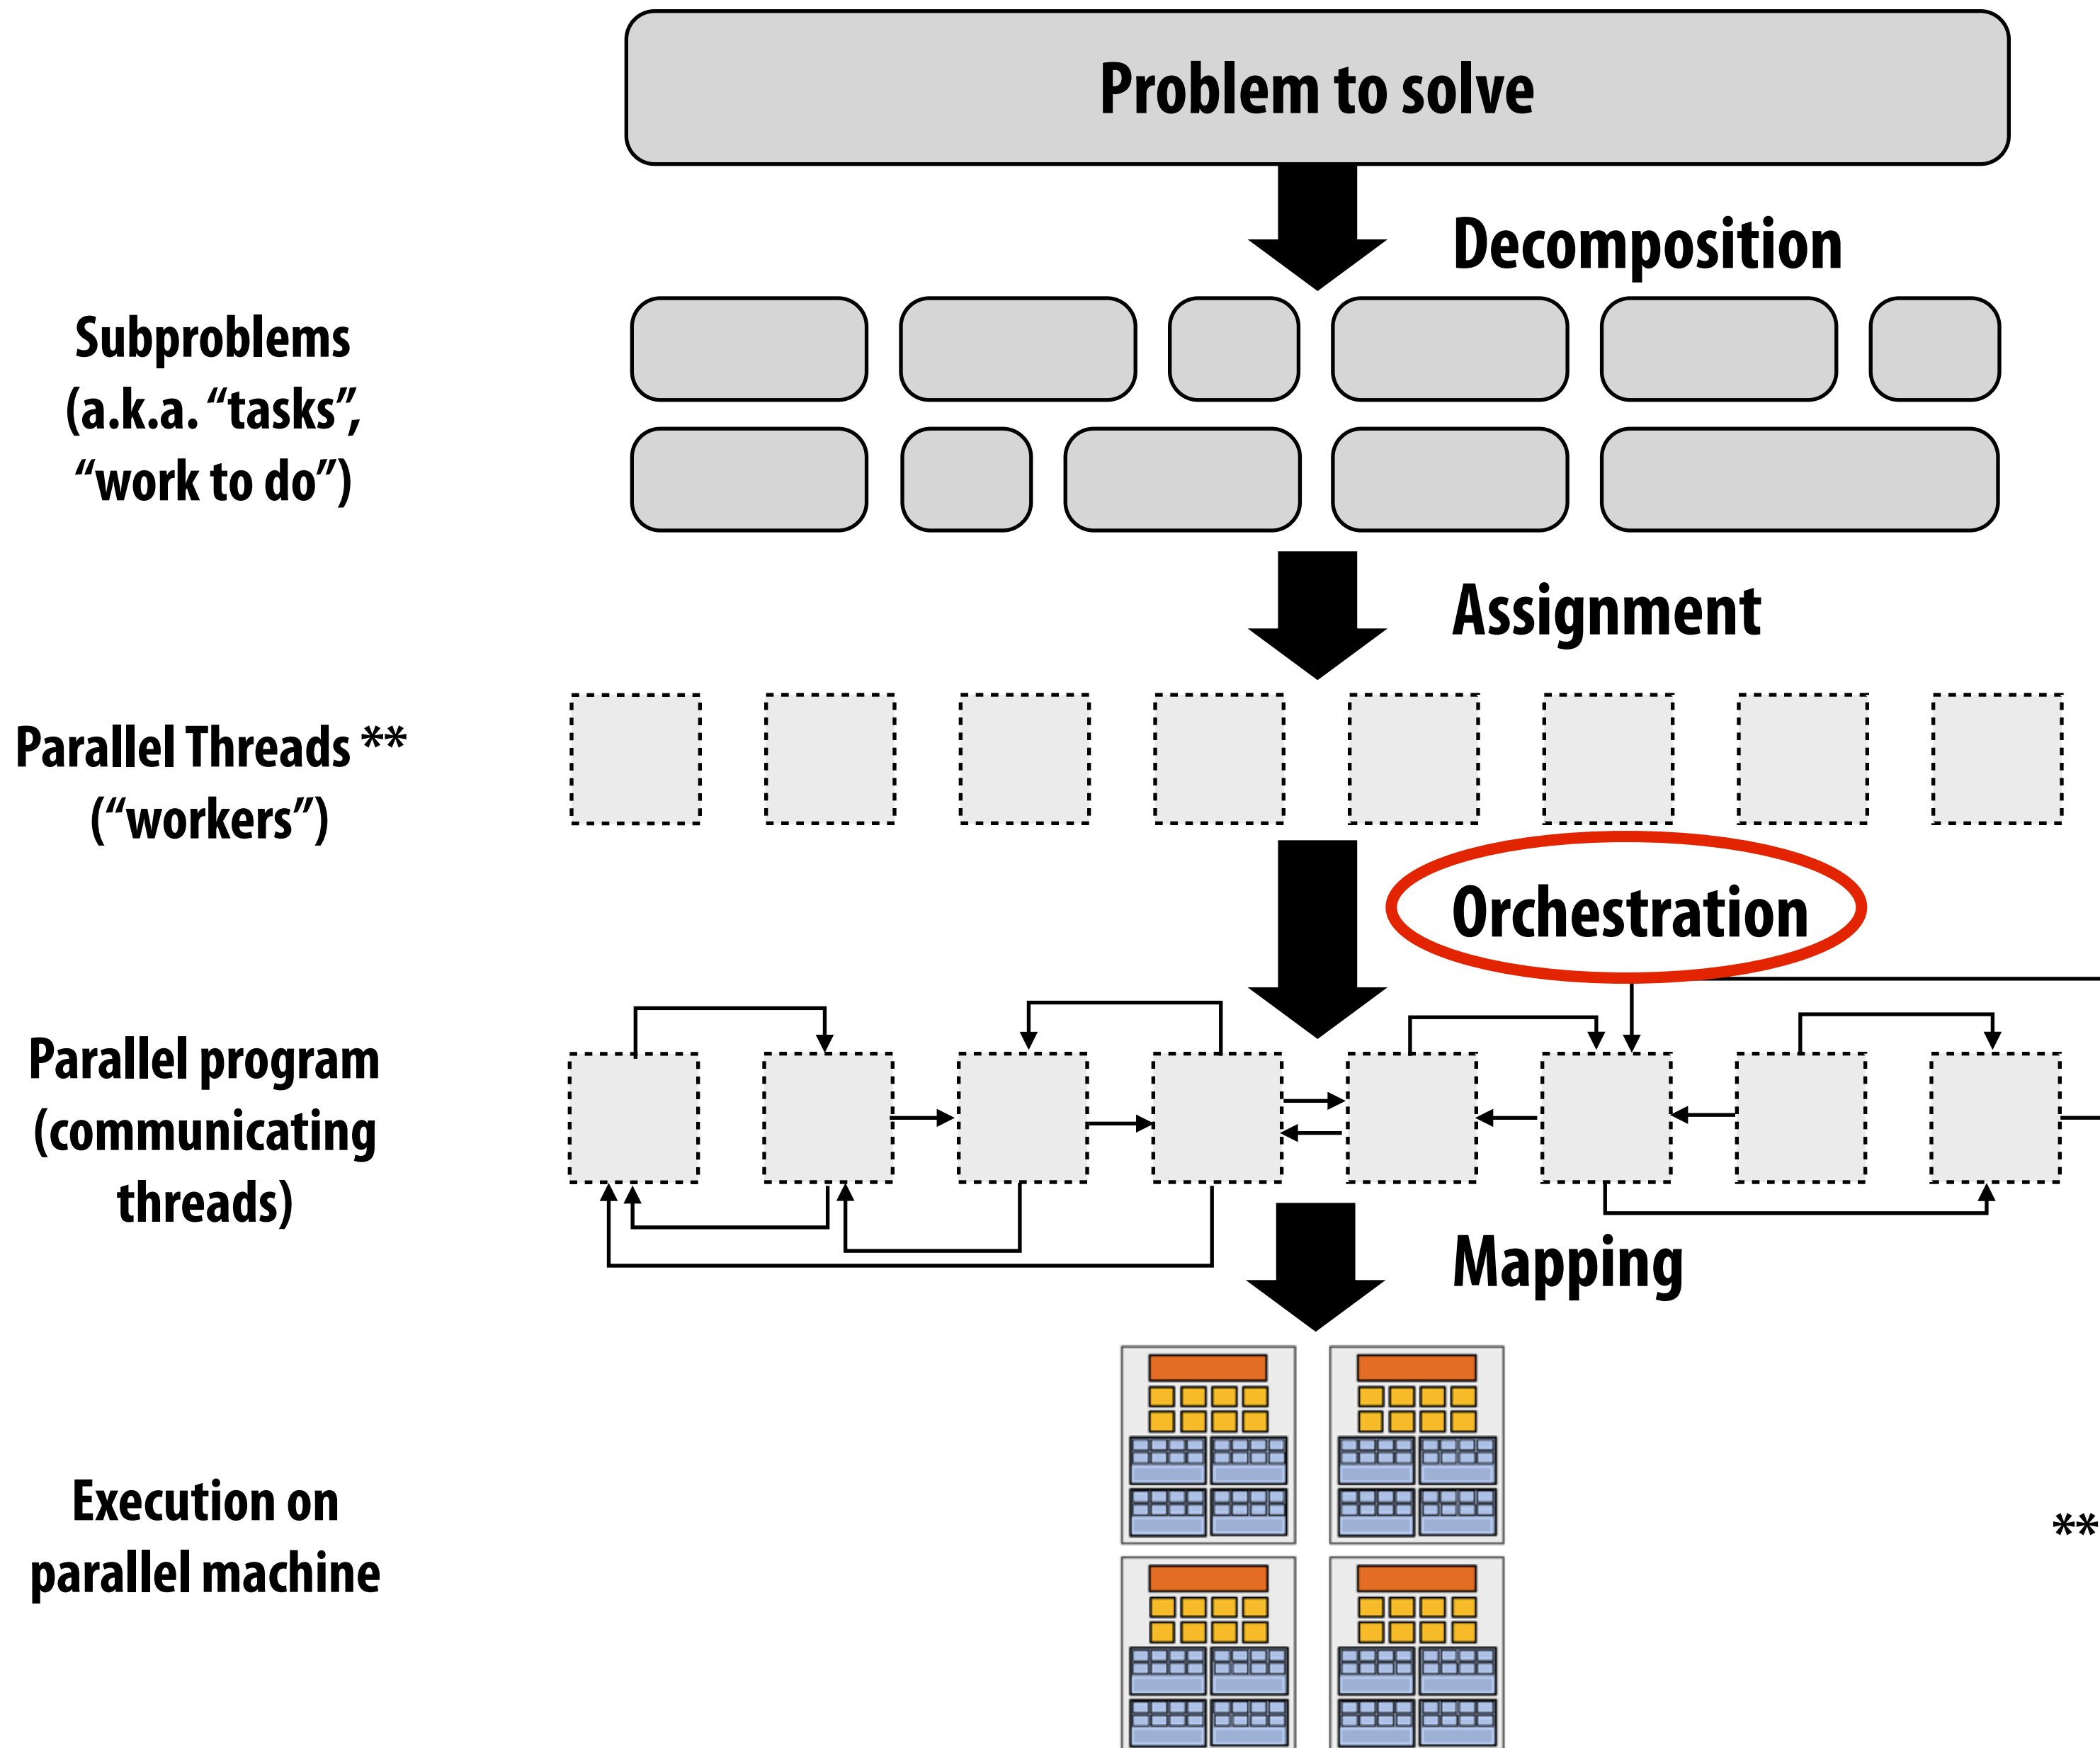 Problem to solve
Decomposition
Subproblems
(a.k.a. “tasks”,
“work to do”)
Assignment
Parallel Threads **
(“workers”)
Orchestration
Parallel program
(communicating
threads)
Mapping
Execution on
parallel machine
**